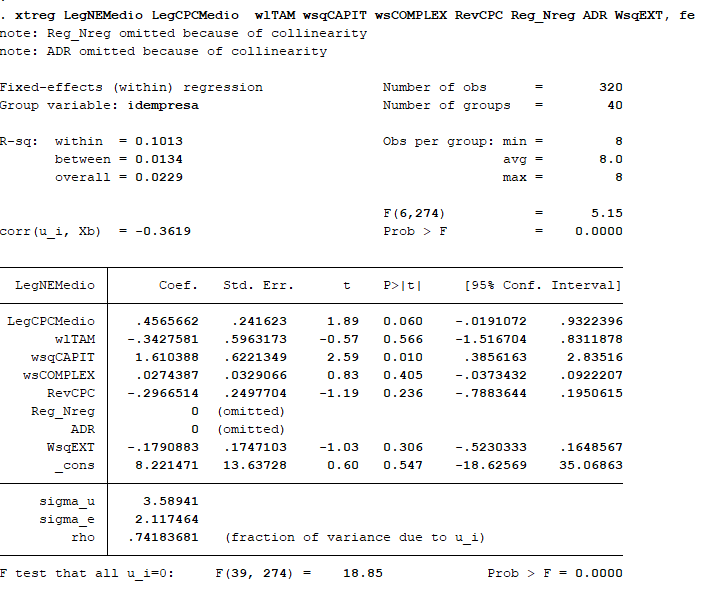 . xtreg LegNEMedio LegCPCMedio  wlTAM wsqCAPIT wsCOMPLEX RevCPC Reg_Nreg ADR WsqEXT, fe
note: Reg_Nreg omitted because of collinearity
note: ADR omitted because of collinearity
Fixed-effects (within) regression               Number of obs      =       320
Group variable: idempresa                       Number of groups   =        40
R-sq:  within  = 0.1013                         Obs per group: min =         8
       between = 0.0134                                        avg =       8.0
       overall = 0.0229                                        max =         8
                                                F(6,274)           =      5.15
corr(u_i, Xb)  = -0.3619                        Prob > F           =    0.0000
LegNEMedio       Coef.   Std. Err.      t    P>|t|     [95% Conf. Interval]
LegCPCMedio    .4565662    .241623     1.89   0.060    -.0191072    .9322396
wlTAM   -.3427581   .5963173    -0.57   0.566    -1.516704    .8311878
wsqCAPIT    1.610388   .6221349     2.59   0.010     .3856163     2.83516
wsCOMPLEX    .0274387   .0329066     0.83   0.405    -.0373432    .0922207
RevCPC   -.2966514   .2497704    -1.19   0.236    -.7883644    .1950615
Reg_Nreg           0  (omitted)
ADR           0  (omitted)
WsqEXT   -.1790883   .1747103    -1.03   0.306    -.5230333    .1648567
_cons    8.221471   13.63728     0.60   0.547    -18.62569    35.06863
sigma_u     3.58941
sigma_e    2.117464
rho   .74183681   (fraction of variance due to u_i)
F test that all u_i=0:     F(39, 274) =    18.85             Prob > F = 0.0000